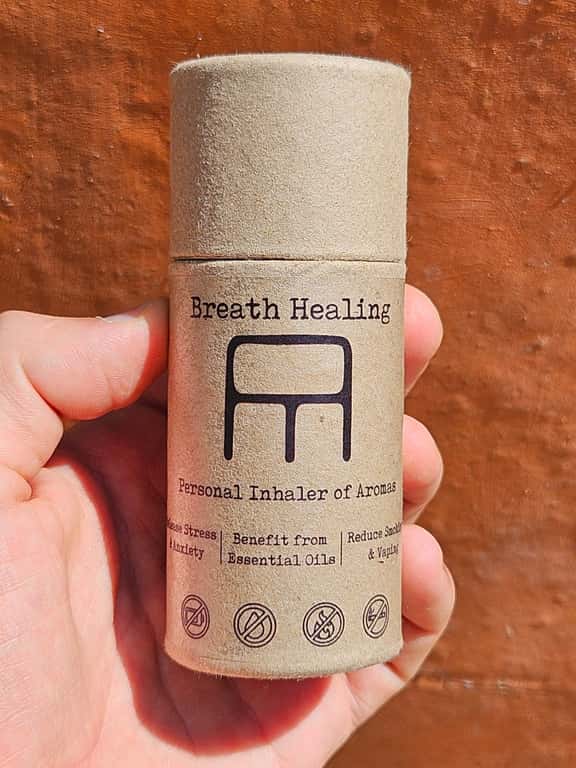 Breath Healing
Personal Inhaler of Aromas
Stress
Anxiety
Benefit from
Essential Oils
Reduce
& Vaping